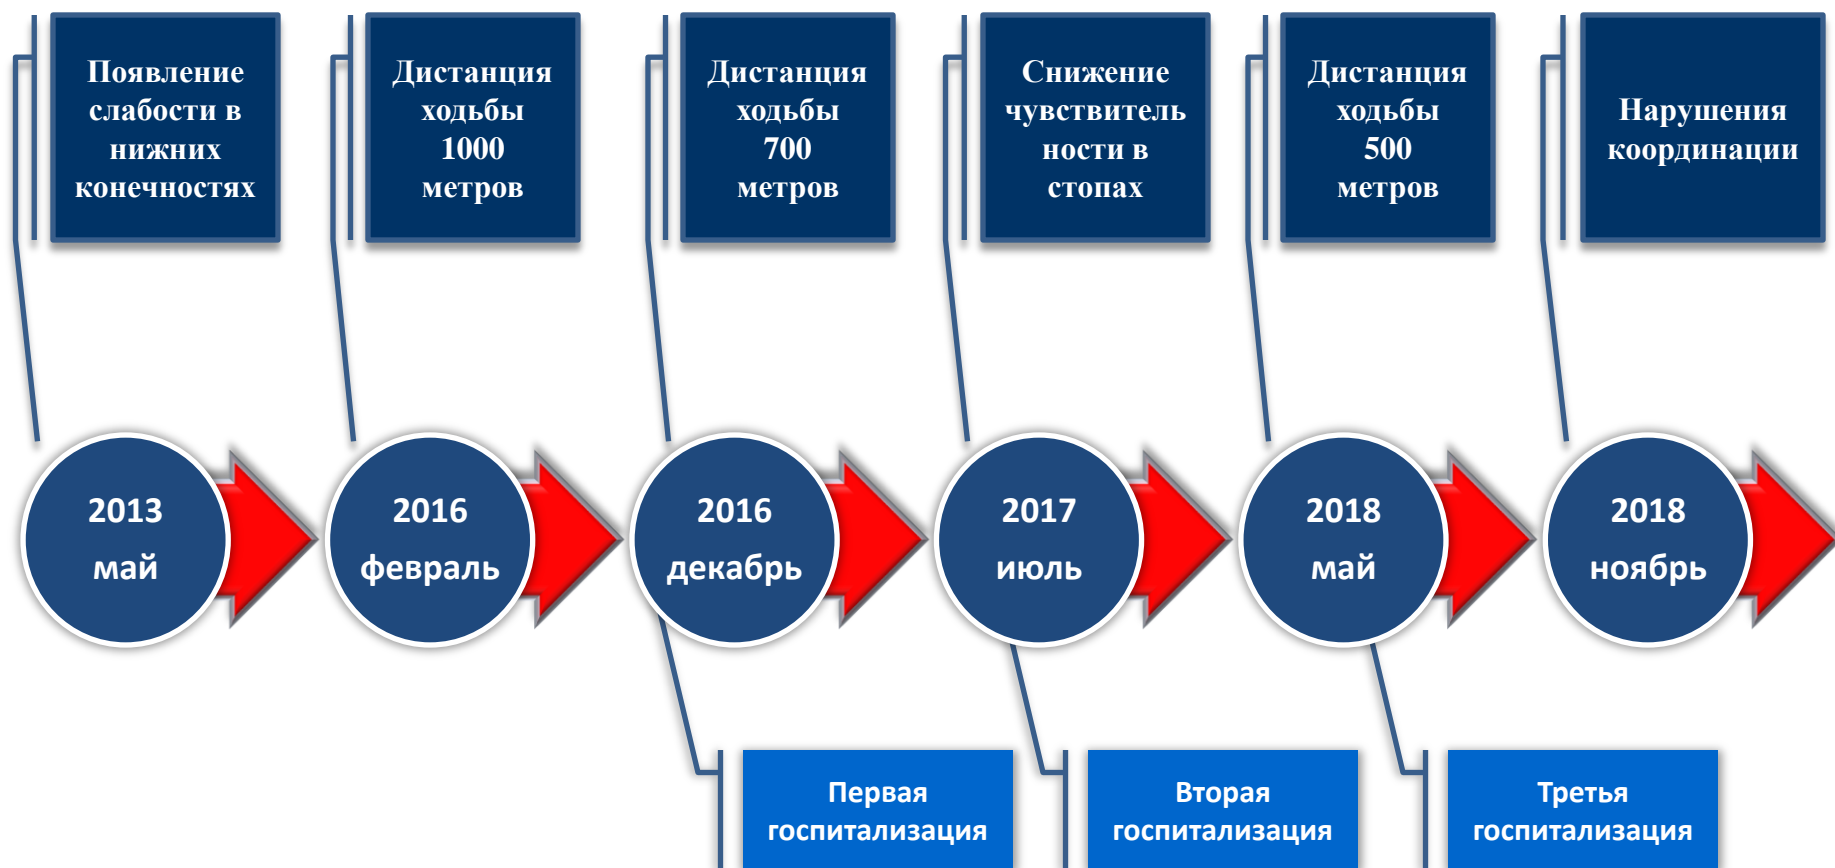 Появление
слабости в
нижних
конечностях
Дистанция
ходьбы
1000
метров
Дистанция
ходьбы
700
метров
Снижение
чувствитель
ности в
стопах
Дистанция
ходьбы
500
метров
Нарушения
координации
2013
май
2016
февраль
2016
декабрь
2017
июль
2018
май
2018
ноябрь
Первая
госпитализация
Вторая
госпитализация
Третья
госпитализация